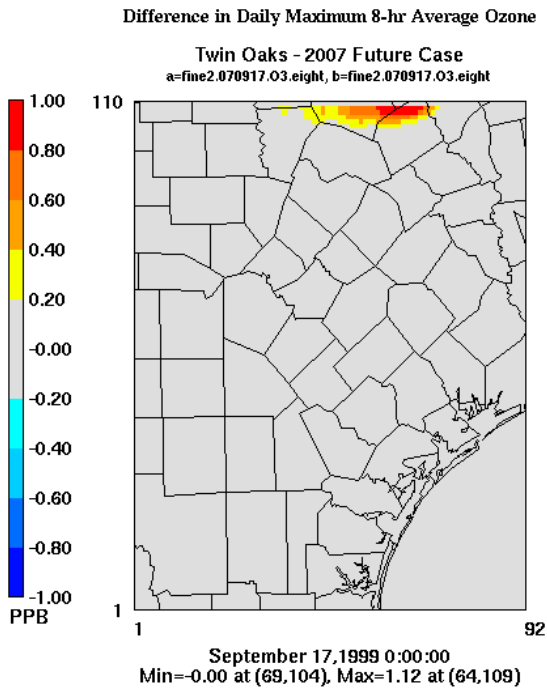 Difference in Daily Maximum 8-hr Average Ozone
Twin Oaks - 2007 Future Case
a=fine2.070917.O3.eight, b=fine2.070917.O3.eight
1.00
0.80
0.60
0.40
0.20
-0.00
-0.20
-0.40
-0.60
-0.80
-1.00
PPB
110
1
1
92
September 17,1999 0:00:00
Min=-0.00 at (69,104), Max=1.12 at (64,109)